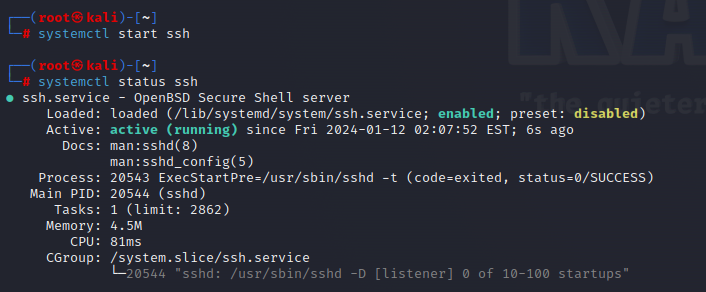 ┌──(root㉿kali)-[~]
└─# systemctl start ssh
┌──(root㉿kali)-[~]
└─# systemctl status ssh
● ssh.service - OpenBSD Secure Shell server
Loaded: loaded (/lib/systemd/system/ssh.service; enabled; preset: disabled)
Active: active (running) since Fri 2024-01-12 02:07:52 EST; 6s ago
Docs: man:sshd(8)
man:sshd_config(5)
Process: 20543 ExecStartPre=/usr/sbin/sshd -t (code=exited, status=0/SUCCESS)
Main PID: 20544 (sshd)
Tasks: 1 (limit: 2862)
Memory: 4.5M
CPU: 81ms
CGroup: /system.slice/ssh.service
└─20544 "sshd: /usr/sbin/sshd -D [listener] 0 of 10-100 startups"
"the quieter